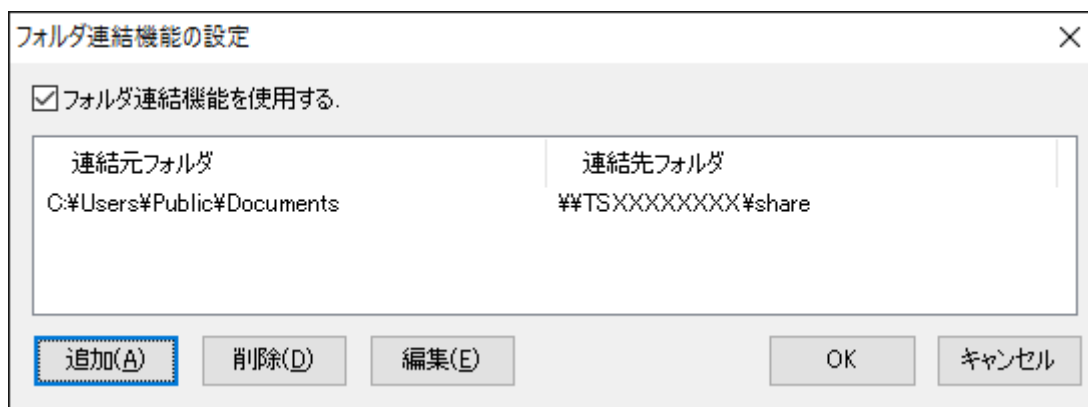 フォルダ連結機能の設定
フォルダ連結機能を使用する.
連結元フォルダ 連結先フォルダ
C:¥Users¥Public¥Documents ¥¥TSXXXXXXXX¥share
追加(A) 削除(D) 編集(E) OK キャンセル